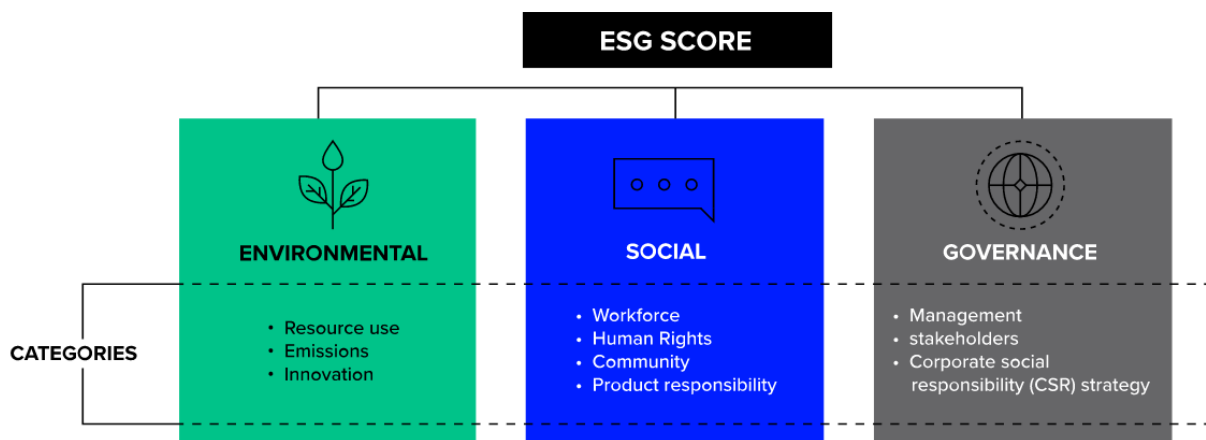 ESG SCORE
ENVIRONMENTAL
SOCIAL
GOVERNANCE
CATEGORIES
• Resource use
• Emissions
• Innovation
• Workforce
• Human Rights
• Community
• Product responsibility
• Management
• stakeholders
• Corporate social
responsibility (CSR) strategy